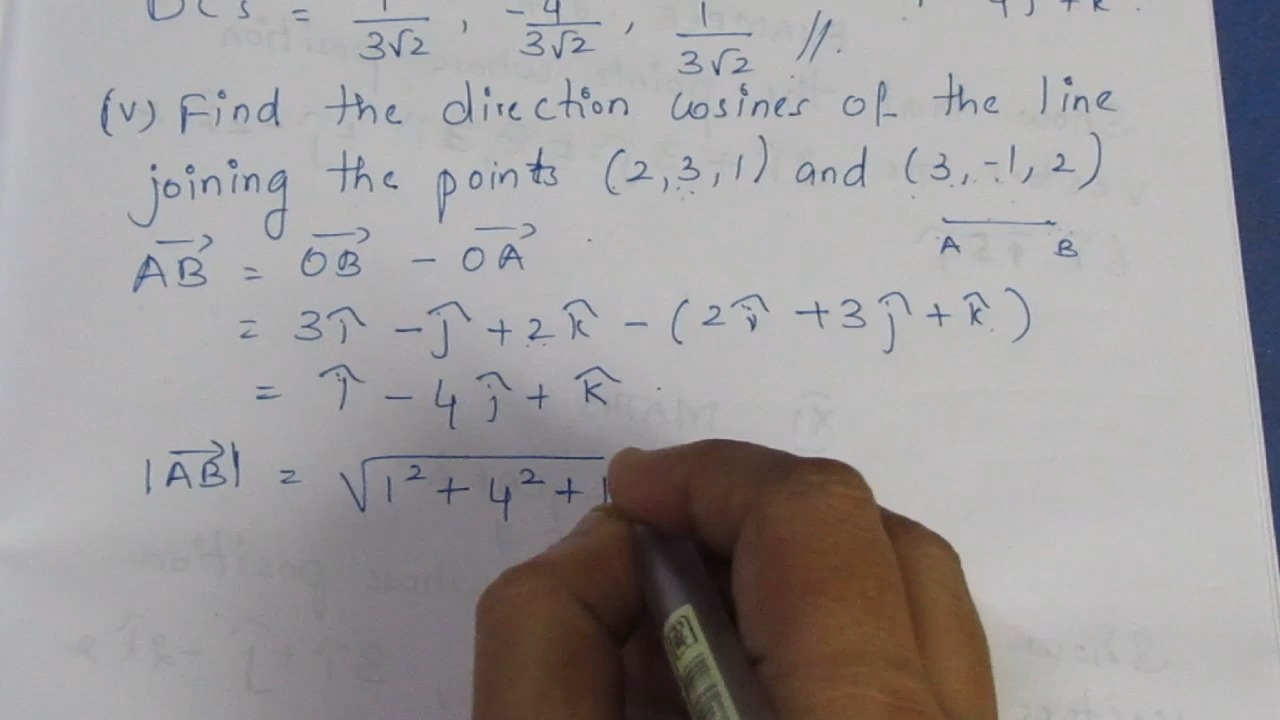 DCs = 1/3√2 , -4/3√2 , 1/3√2 //.
(v) Find the direction cosines of the line
joining the points (2,3,1) and (3,-1,2)
A B
AB→ = OB→ - OA→
= 3î - ĵ + 2k̂ - (2î + 3ĵ + k̂)
= î - 4ĵ + k̂
|AB→| = √1² + 4² + 1